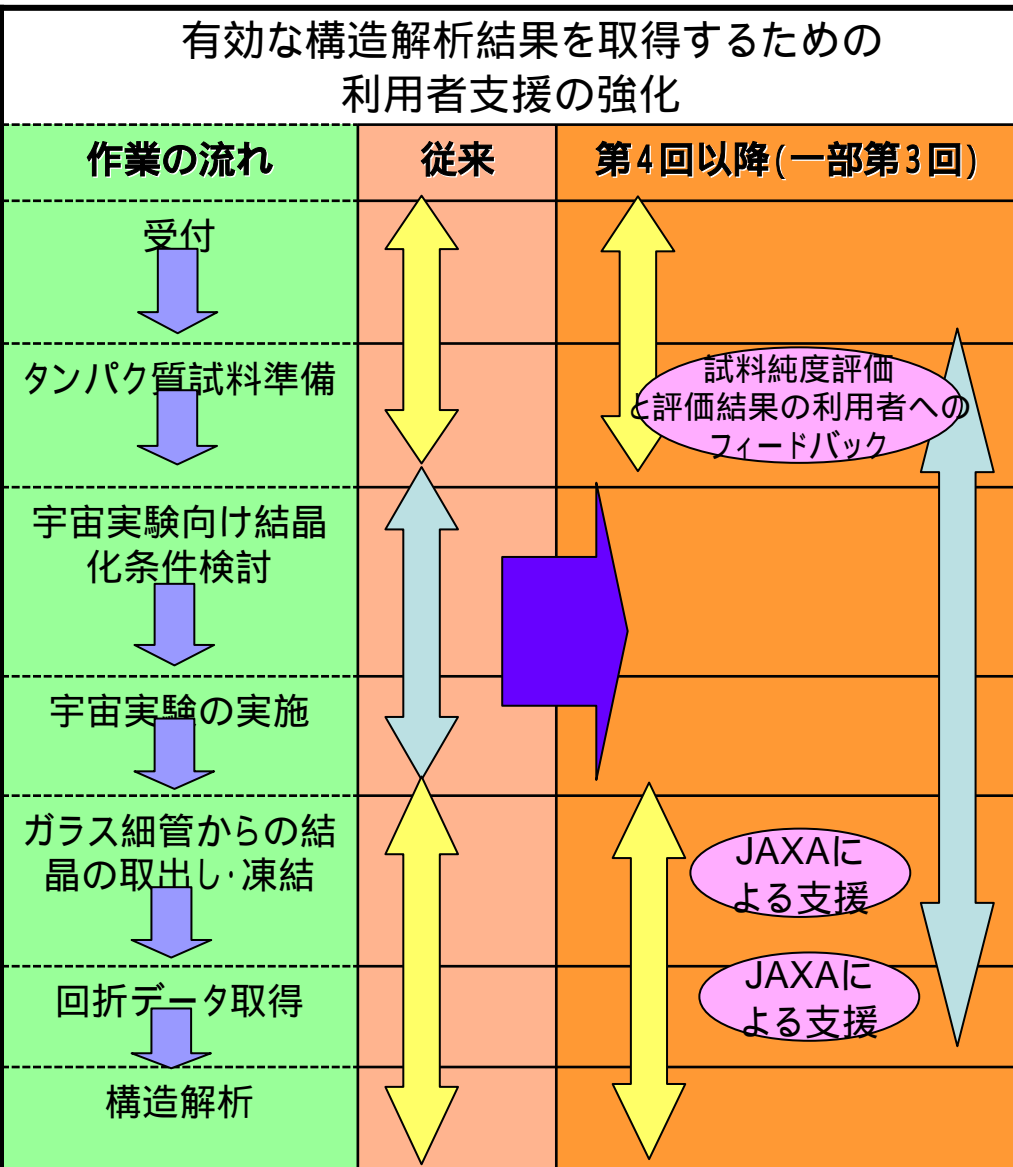 有効な構造解析結果を取得するための
利用者支援の強化
作業の流れ
従来
第4回以降(一部第3回)
受付
タンパク質試料準備
試料純度評価
と評価結果の利用者への
フィードバック
宇宙実験向け結晶
化条件検討
宇宙実験の実施
ガラス細管からの結
晶の取出し・凍結
JAXAに
よる支援
回折データ取得
JAXAに
よる支援
構造解析